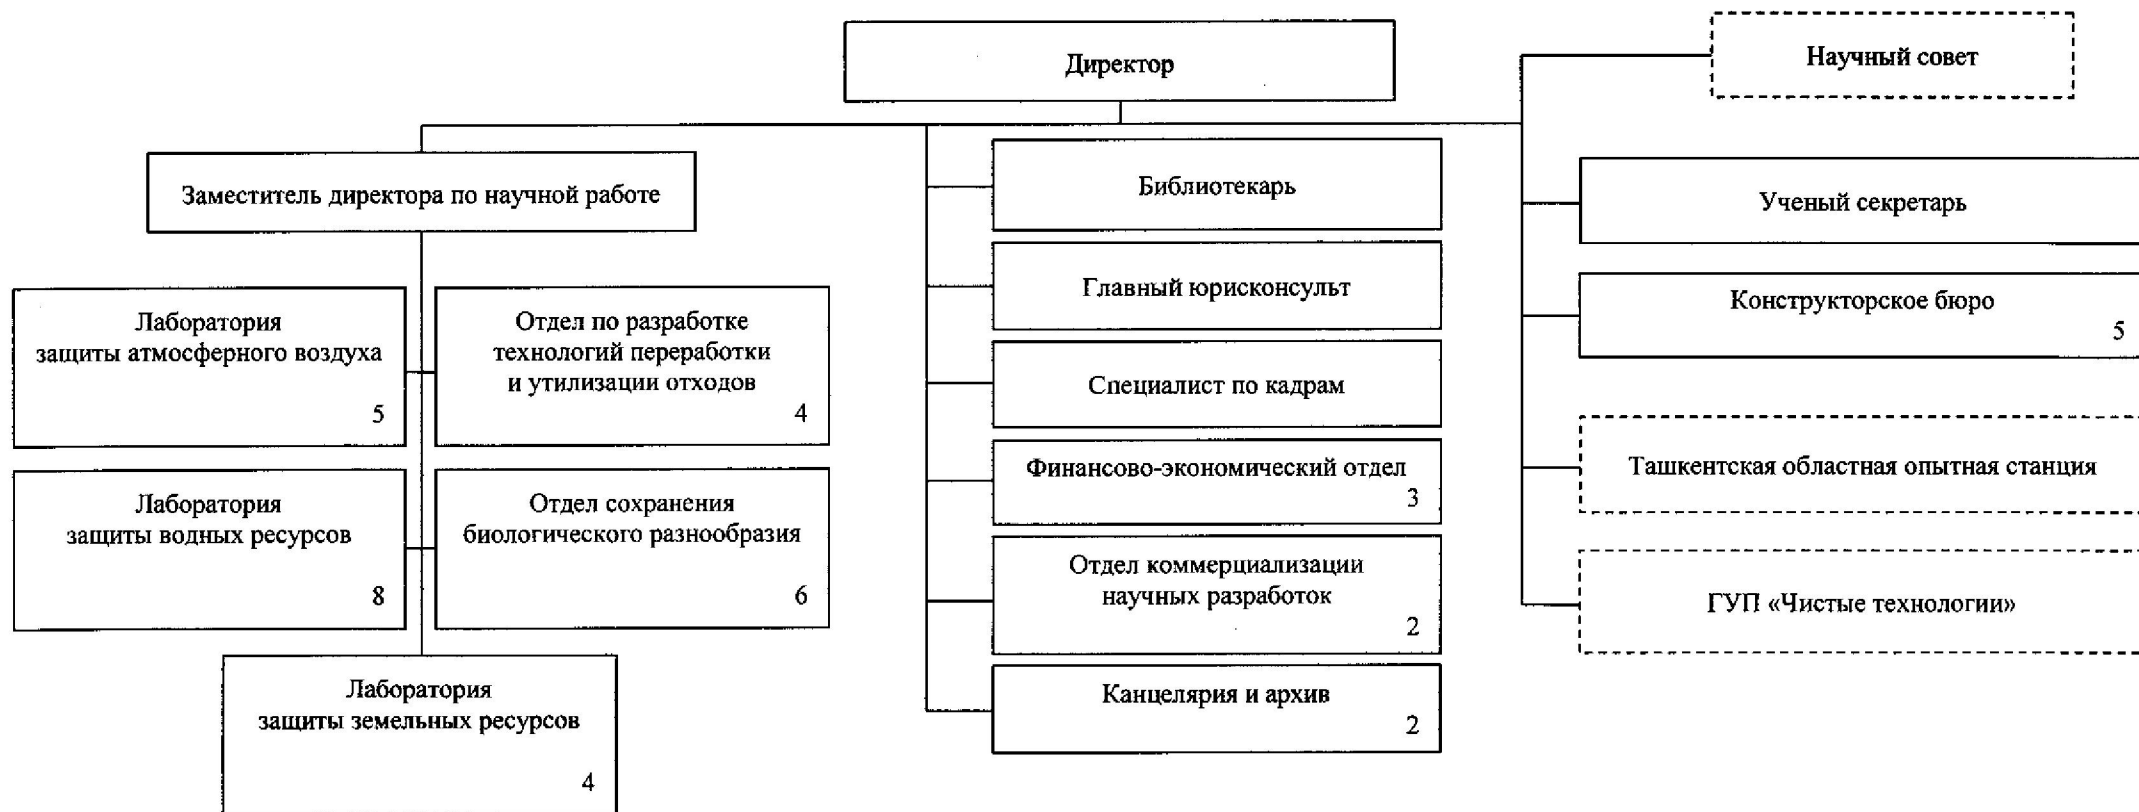 Директор
Научный совет
Заместитель директора по научной работе
Лаборатория
защиты атмосферного воздуха
5
Отдел по разработке
технологий переработки
и утилизации отходов
4
Лаборатория
защиты водных ресурсов
8
Отдел сохранения
биологического разнообразия
6
Лаборатория
защиты земельных ресурсов
4
Библиотекарь
Главный юрисконсульт
Специалист по кадрам
Финансово-экономический отдел
3
Отдел коммерциализации
научных разработок
2
Канцелярия и архив
2
Ученый секретарь
Конструкторское бюро
5
Ташкентская областная опытная станция
ГУП «Чистые технологии»